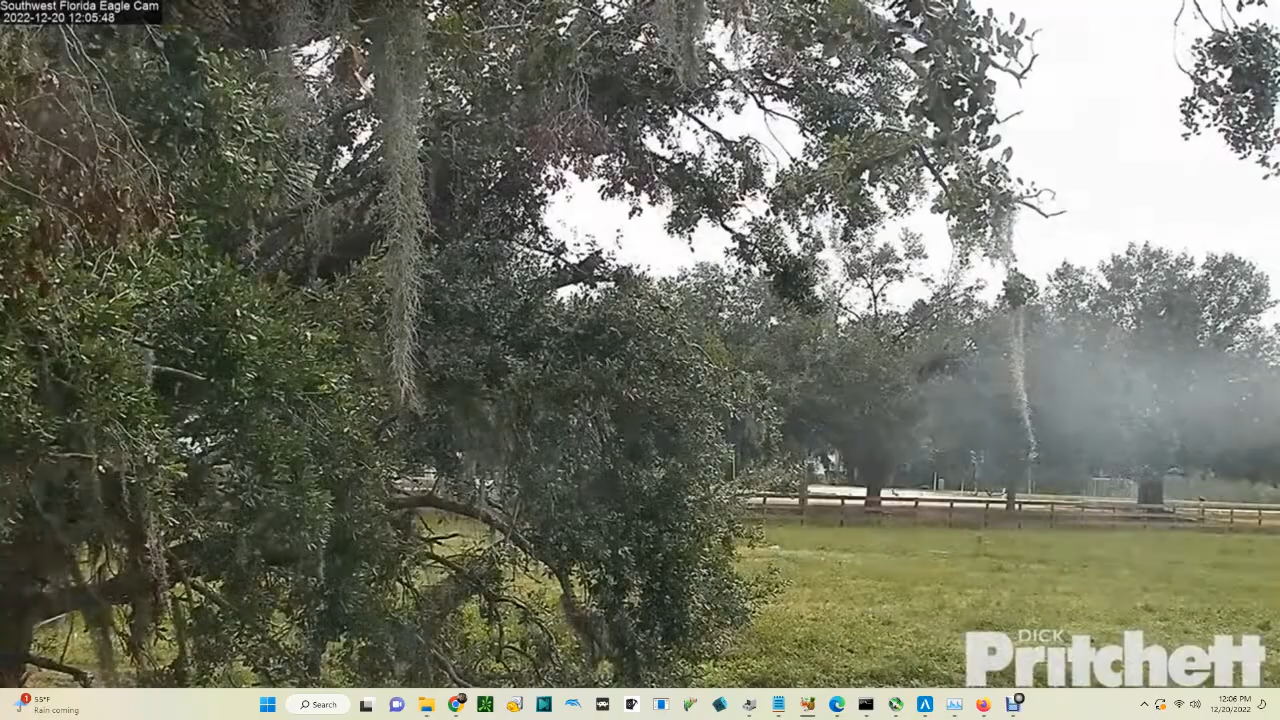 Southwest Florida Eagle Cam
2022-12-20 12:05:48
DICK
Pritchett
1
55°F
Rain coming
Search
12:06 PM
12/20/2022